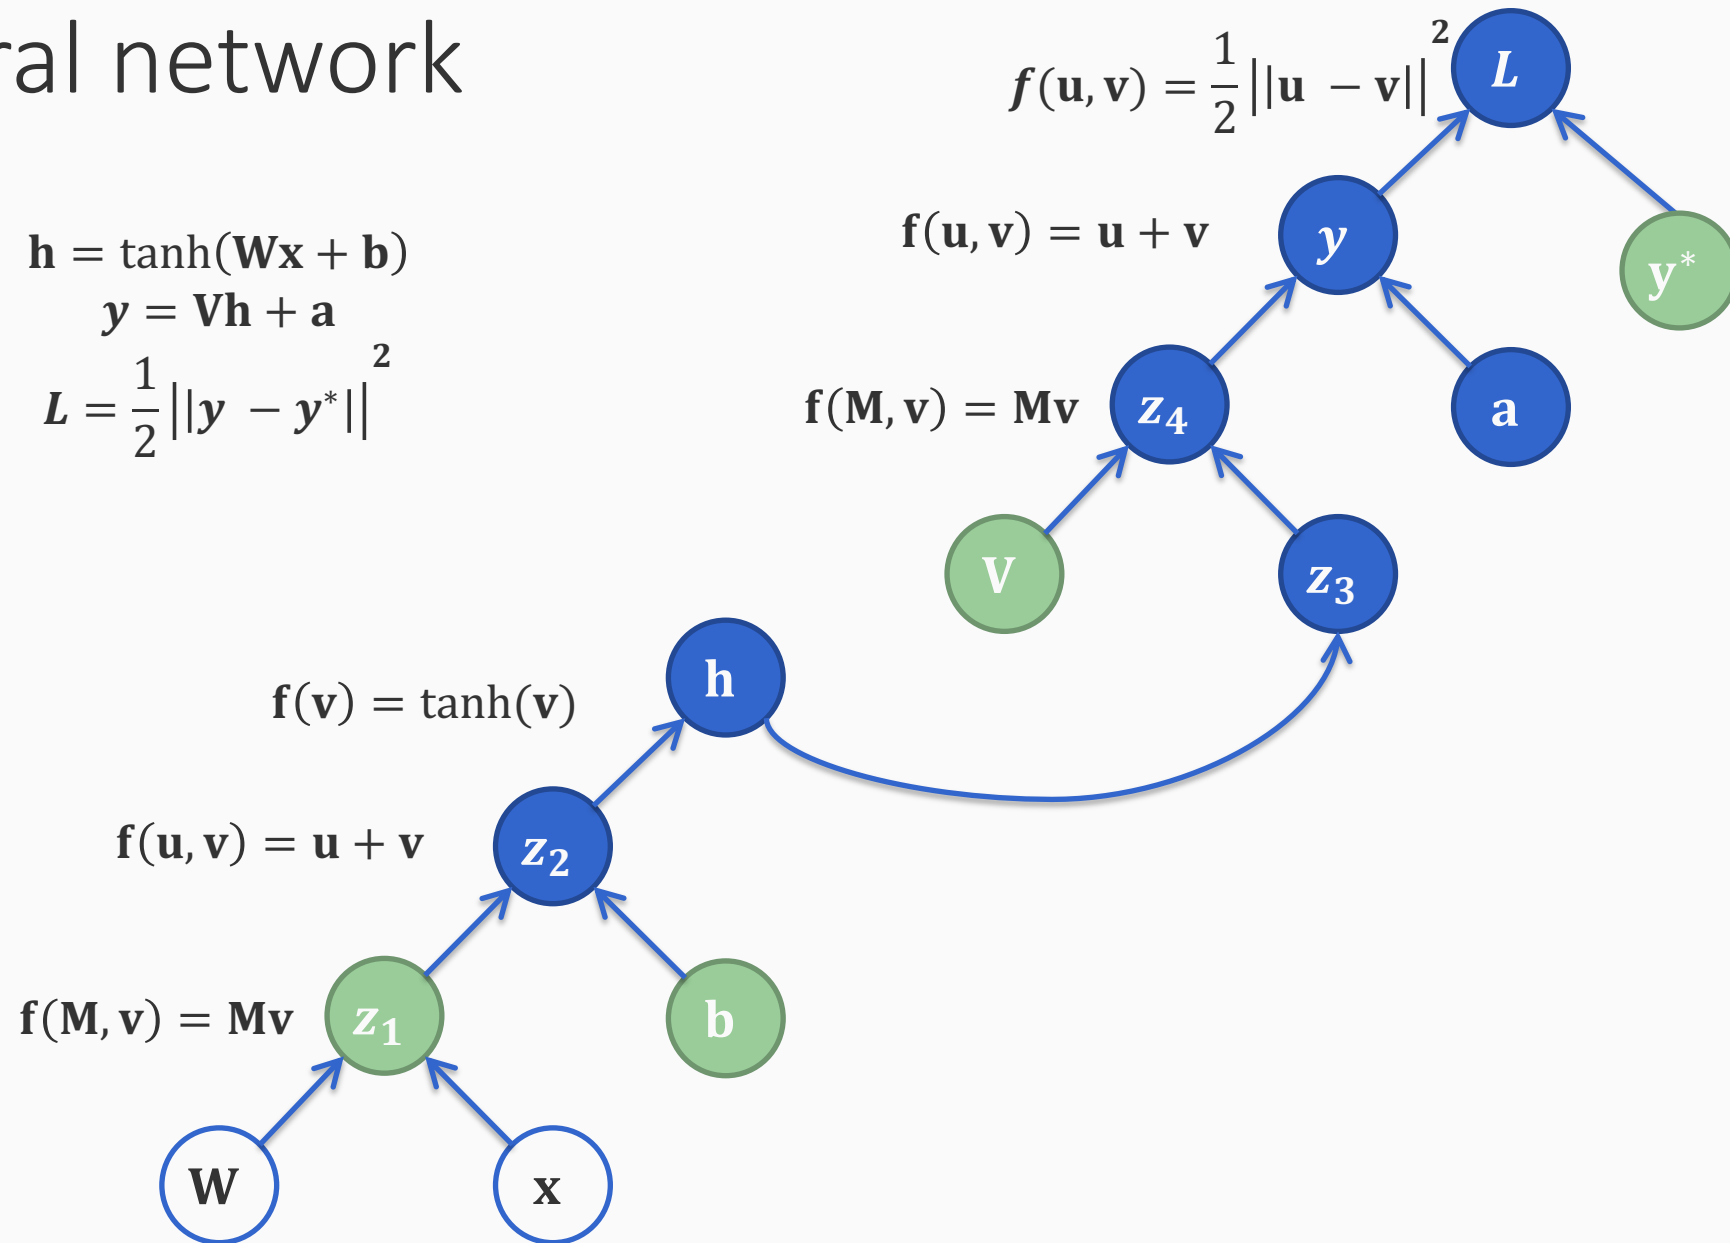 ral network
f(u, v) = 1/2 ||u − v||²
L
f(u, v) = u + v
y
y*
h = tanh(Wx + b)
y = Vh + a
L = 1/2 ||y − y*||²
f(M, v) = Mv
z₄
a
V
z₃
f(v) = tanh(v)
h
f(u, v) = u + v
z₂
f(M, v) = Mv
z₁
b
W
x